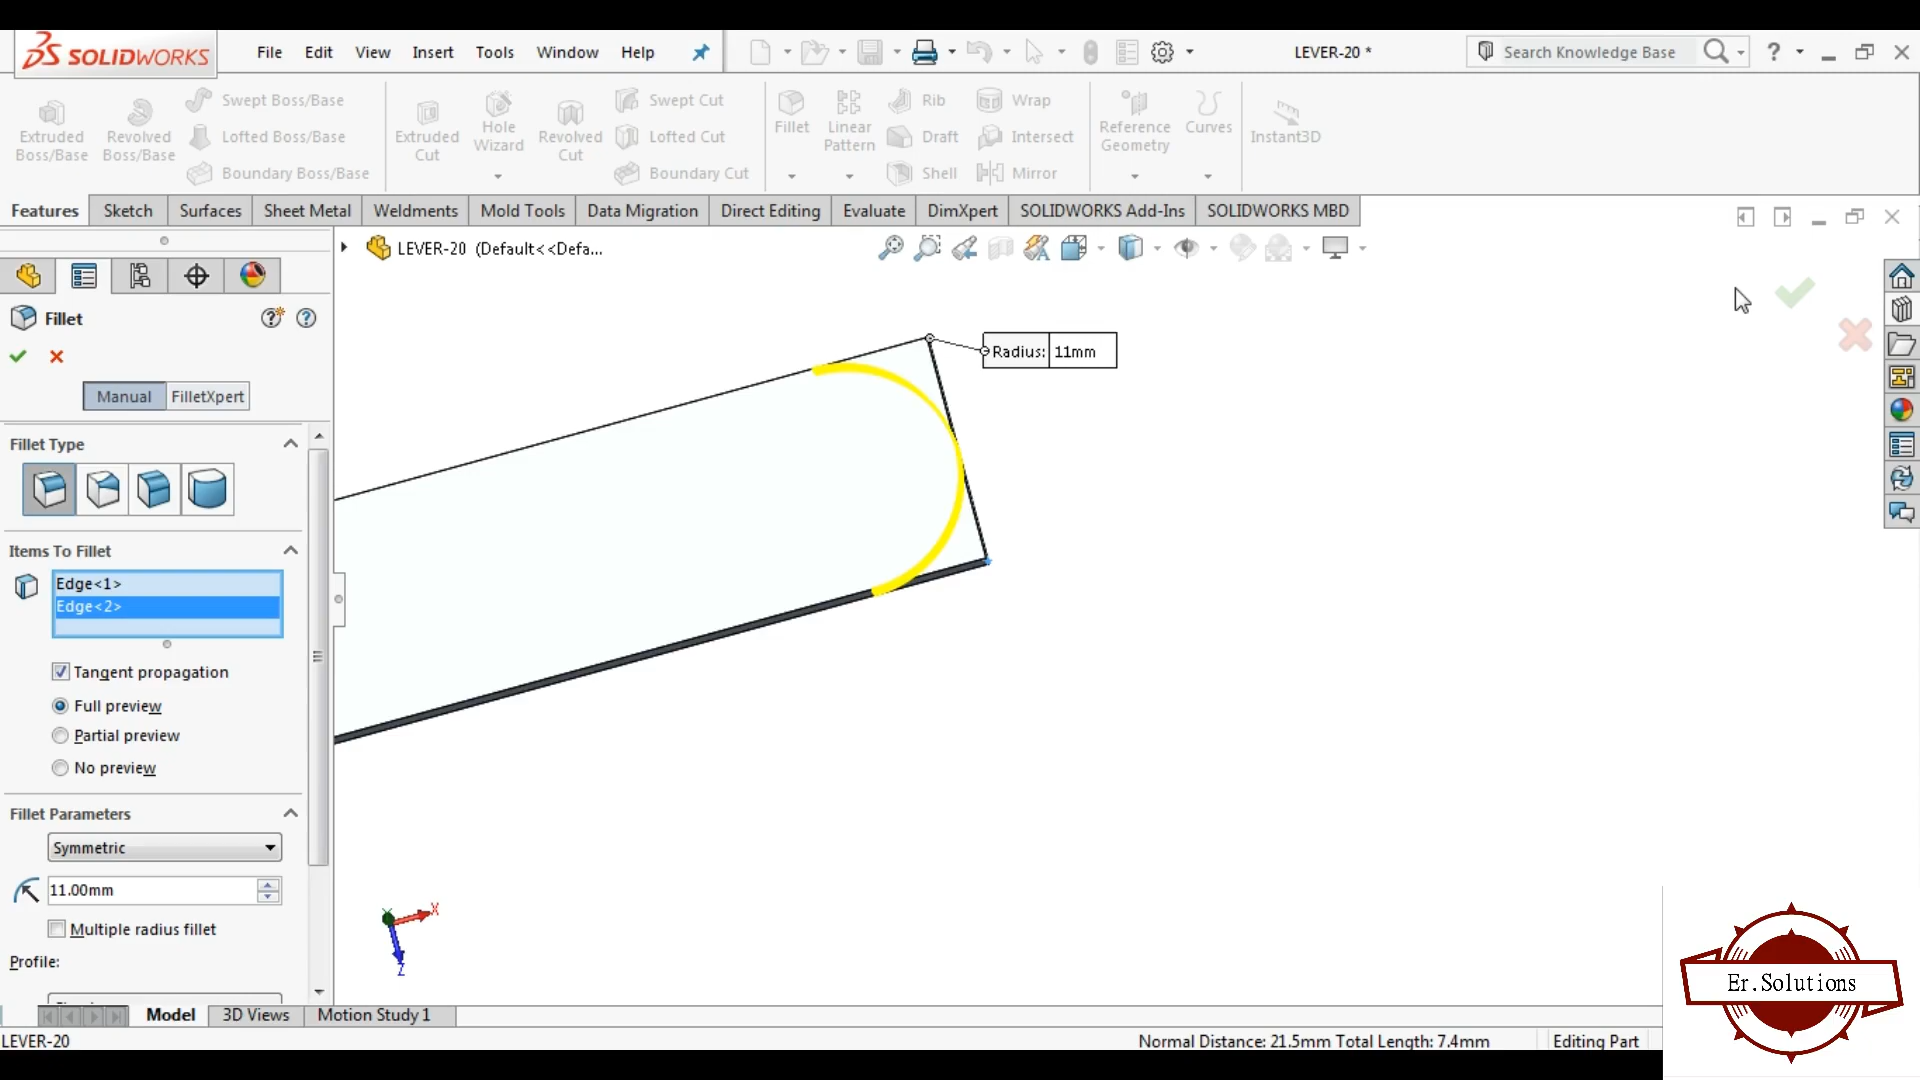 SOLIDWORKS File Edit View Insert Tools Window Help LEVER-20 * Search Knowledge Base ?
Extruded Boss/Base
Revolved Boss/Base
Swept Boss/Base
Lofted Boss/Base
Boundary Boss/Base
Extruded Cut
Hole Wizard
Revolved Cut
Swept Cut
Lofted Cut
Boundary Cut
Fillet
Linear Pattern
Rib
Draft
Shell
Wrap
Intersect
Mirror
Reference Geometry
Curves
Instant3D
Features Sketch Surfaces Sheet Metal Weldments Mold Tools Data Migration Direct Editing Evaluate DimXpert SOLIDWORKS Add-Ins SOLIDWORKS MBD
LEVER-20 (Default<<Defa...
Fillet
Manual FilletXpert
Fillet Type
Items To Fillet
Edge<1>
Edge<2>
Tangent propagation
Full preview
Partial preview
No preview
Fillet Parameters
Symmetric
11.00mm
Multiple radius fillet
Profile:
Radius: 11mm
X
Y
Z
Model 3D Views Motion Study 1
LEVER-20 Normal Distance: 21.5mm Total Length: 7.4mm Editing Part
Er.Solutions